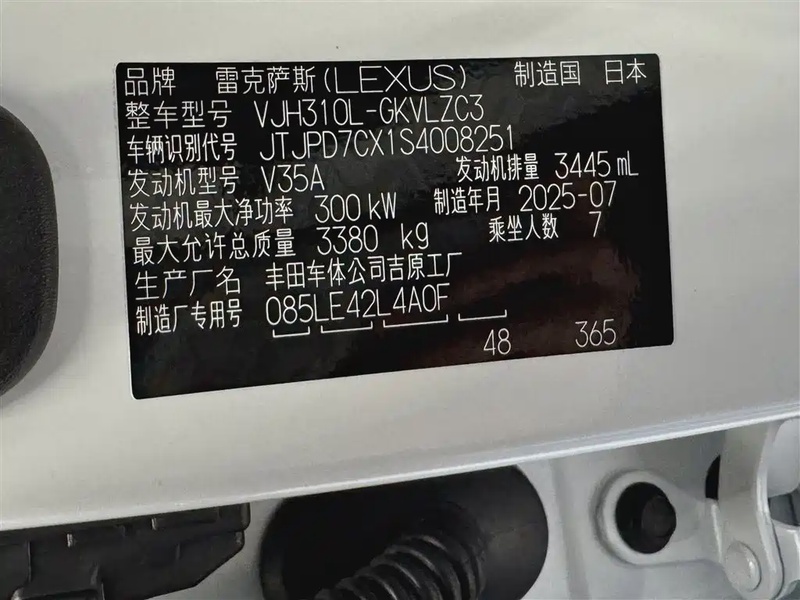 品牌 雷克萨斯(LEXUS) 制造国 日本
整车型号 VJH310L-GKVLZC3
车辆识别代号 JTJPD7CX1S4008251
发动机型号 V35A 发动机排量 3445 mL
发动机最大净功率 300 kW 制造年月 2025-07
最大允许总质量 3380 kg 乘坐人数 7
生产厂名 丰田车体公司吉原工厂
制造厂专用号 085LE42L4A0F
48 365